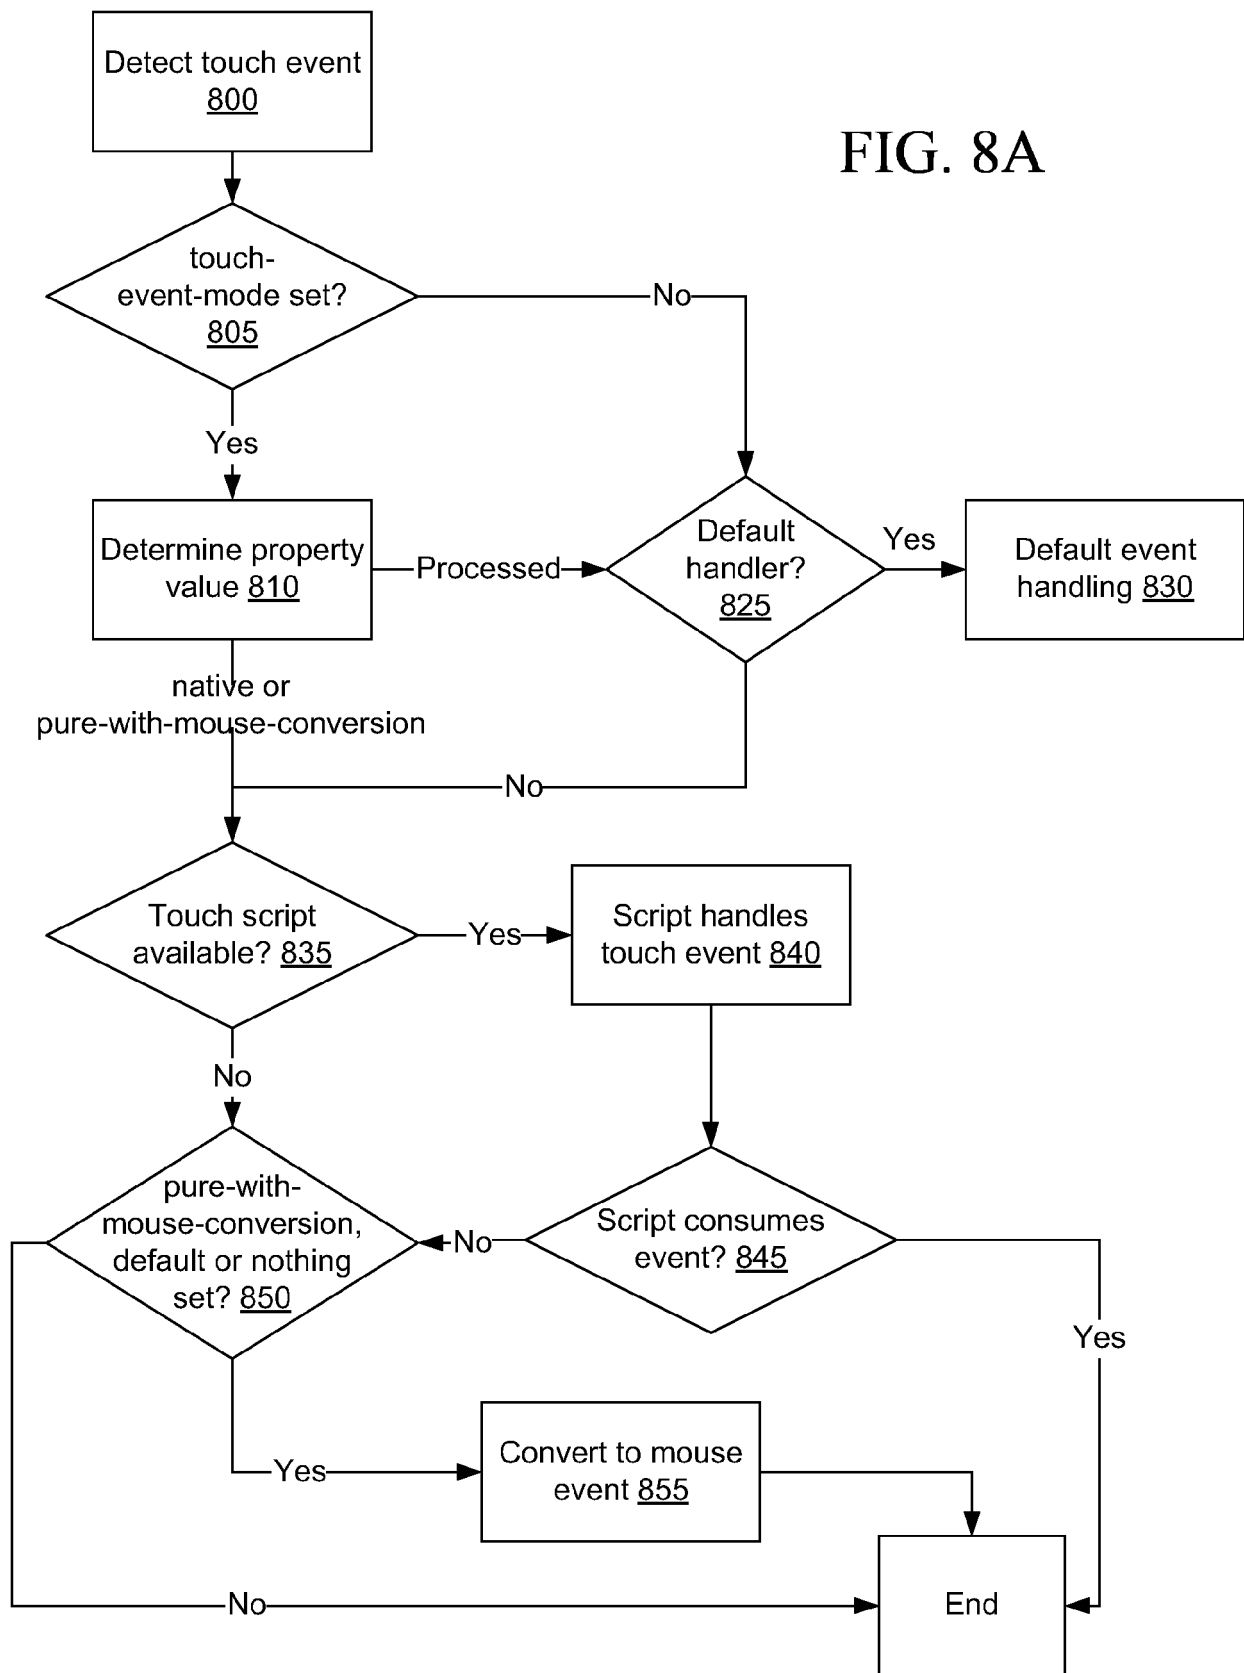 Detect touch event
800
FIG. 8A
touch-
event-mode set?
805
No
Yes
Determine property
value 810
Processed
Default
handler?
825
Yes
Default event
handling 830
native or
pure-with-mouse-conversion
No
Touch script
available? 835
Yes
Script handles
touch event 840
No
pure-with-
mouse-conversion,
default or nothing
set? 850
No
Script consumes
event? 845
Yes
Yes
Convert to mouse
event 855
No
End